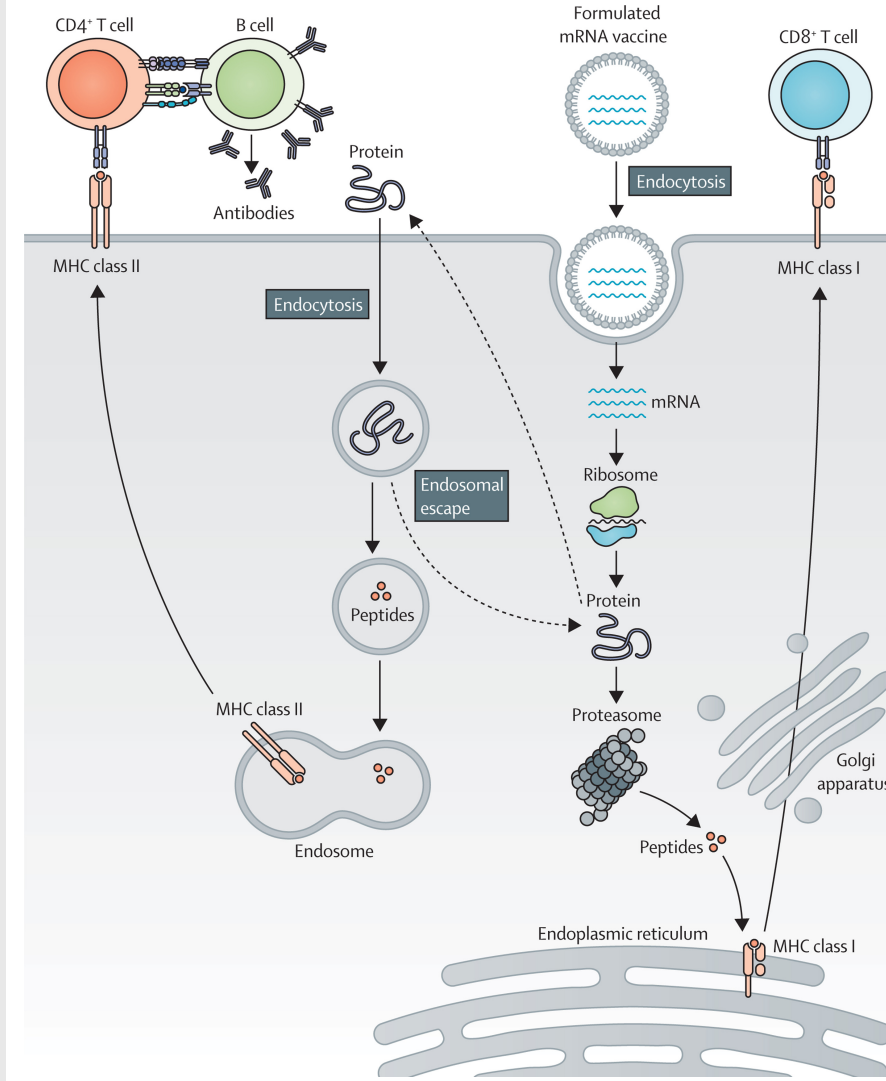 Formulated
mRNA vaccine
CD4⁺ T cell
B cell
CD8⁺ T cell
Protein
Endocytosis
Antibodies
MHC class II
MHC class I
Endocytosis
mRNA
Ribosome
Endosomal
escape
Protein
Peptides
MHC class II
Proteasome
Golgi
apparatus
Peptides
Endosome
Endoplasmic reticulum
MHC class I